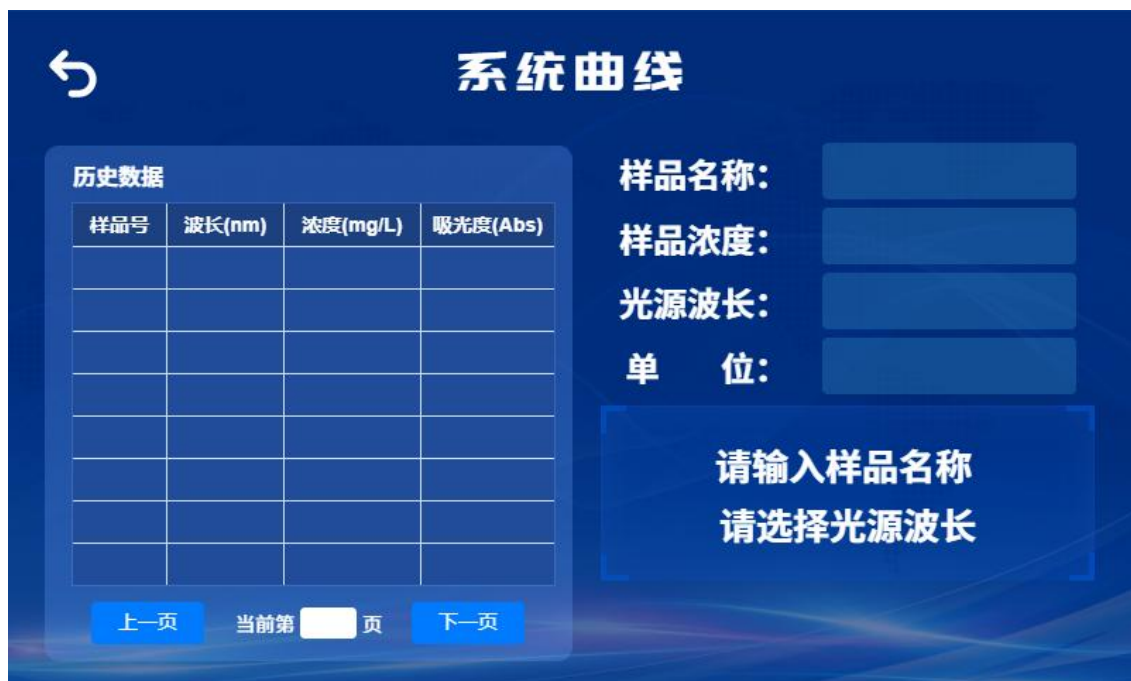 系统曲线
历史数据
样品号 波长(nm) 浓度(mg/L) 吸光度(Abs)
上一页 当前第 页 下一页
样品名称：
样品浓度：
光源波长：
单 位：
请输入样品名称
请选择光源波长